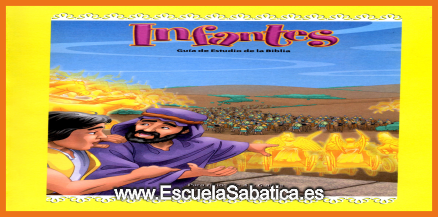 Infantes
Guía de Estudio de la Biblia
www.EscuelaSabatica.es